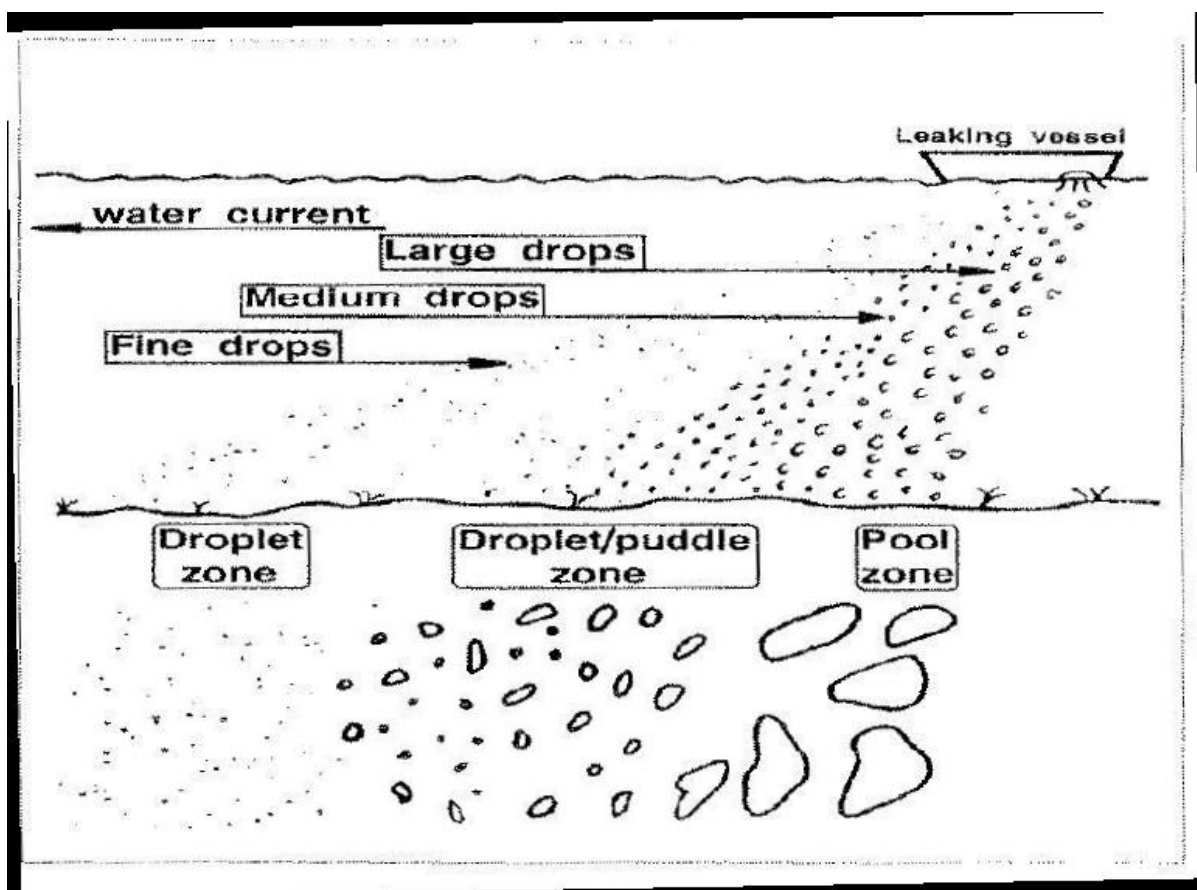 Leaking vessel
water current
Large drops
Medium drops
Fine drops
Droplet
zone
Droplet/puddle
zone
Pool
zone